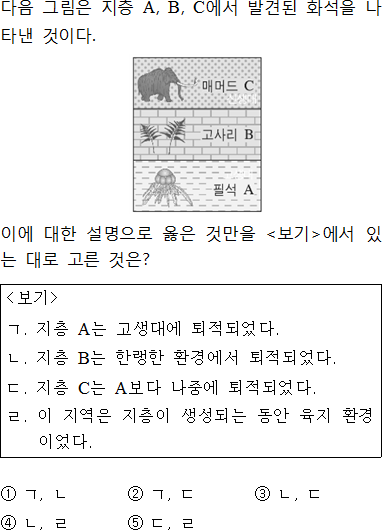 다음 그림은 지층 A, B, C에서 발견된 화석을 나
타낸 것이다.
매머드 C
고사리 B
필석 A
이에 대한 설명으로 옳은 것만을 <보기>에서 있
는 대로 고른 것은?
<보기>
ㄱ. 지층 A는 고생대에 퇴적되었다.
ㄴ. 지층 B는 한랭한 환경에서 퇴적되었다.
ㄷ. 지층 C는 A보다 나중에 퇴적되었다.
ㄹ. 이 지역은 지층이 생성되는 동안 육지 환경
이었다.
① ㄱ, ㄴ ② ㄱ, ㄷ ③ ㄴ, ㄷ
④ ㄴ, ㄹ ⑤ ㄷ, ㄹ